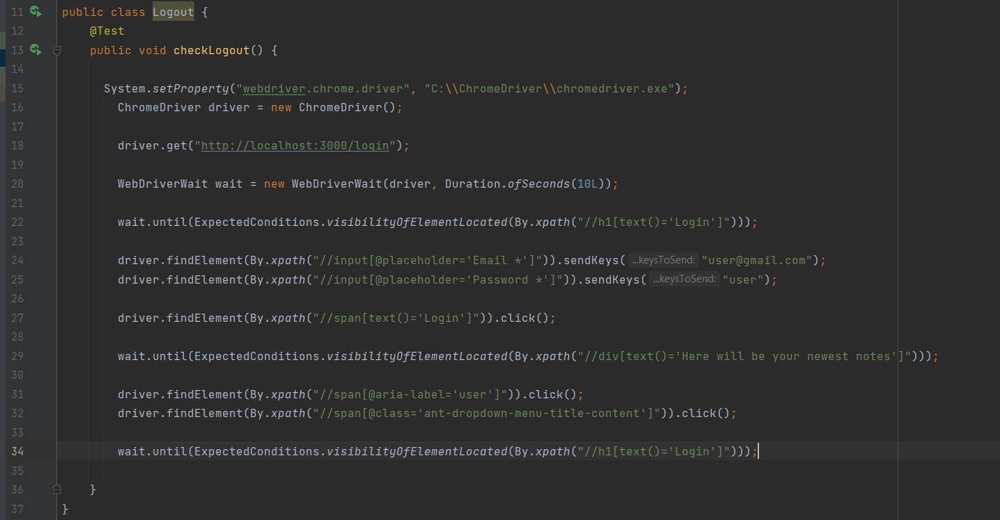 11 public class Logout {
12 @Test
13 public void checkLogout() {
14
15 System.setProperty("webdriver.chrome.driver", "C:\\ChromeDriver\\chromedriver.exe");
16 ChromeDriver driver = new ChromeDriver();
17
18 driver.get("http://localhost:3000/login");
19
20 WebDriverWait wait = new WebDriverWait(driver, Duration.ofSeconds(10L));
21
22 wait.until(ExpectedConditions.visibilityOfElementLocated(By.xpath("//h1[text()='Login']")));
23
24 driver.findElement(By.xpath("//input[@placeholder='Email *']")).sendKeys( ...keysToSend: "user@gmail.com");
25 driver.findElement(By.xpath("//input[@placeholder='Password *']")).sendKeys( ...keysToSend: "user");
26
27 driver.findElement(By.xpath("//span[text()='Login']")).click();
28
29 wait.until(ExpectedConditions.visibilityOfElementLocated(By.xpath("//div[text()='Here will be your newest notes']")));
30
31 driver.findElement(By.xpath("//span[@aria-label='user']")).click();
32 driver.findElement(By.xpath("//span[@class='ant-dropdown-menu-title-content']")).click();
33
34 wait.until(ExpectedConditions.visibilityOfElementLocated(By.xpath("//h1[text()='Login']")));
35
36 }
37 }